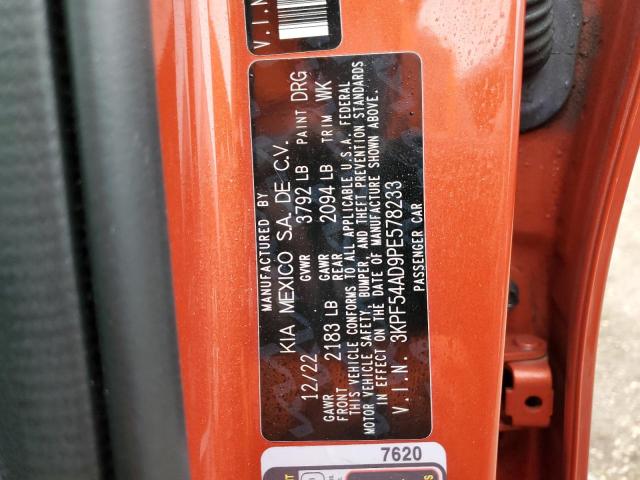 V.I.N
MANUFACTURED BY
KIA MEXICO S.A. DE C.V.
12/22 GVWR 3792 LB PAINT DRG
GAWR FRONT 2183 LB GAWR REAR 2094 LB TRIM WK
THIS VEHICLE CONFORMS TO ALL APPLICABLE U.S.A. FEDERAL
MOTOR VEHICLE SAFETY, BUMPER, AND THEFT PREVENTION STANDARDS
IN EFFECT ON THE DATE OF MANUFACTURE SHOWN ABOVE.
V.I.N. 3KPF54AD9PE578233
PASSENGER CAR
7620